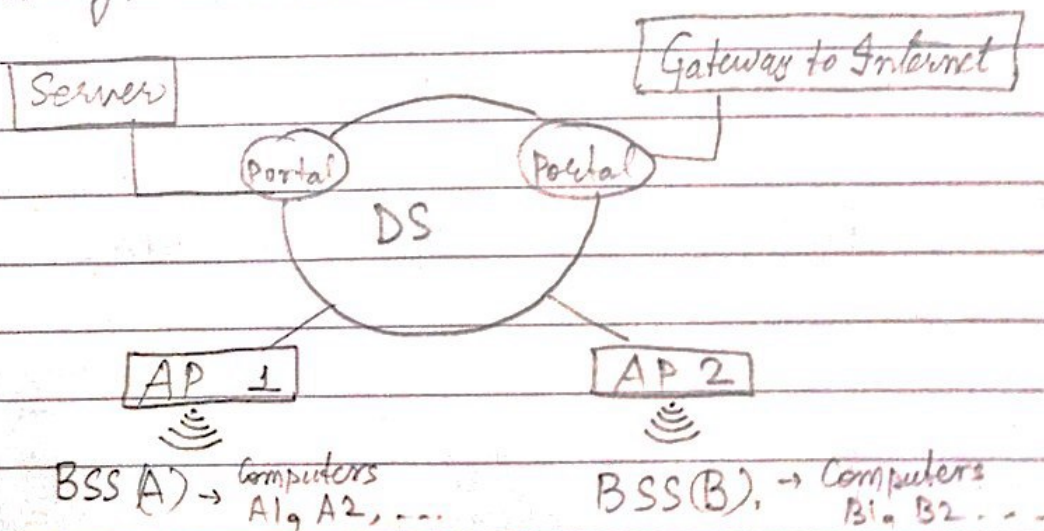 Server
Gateway to Internet
Portal
Portal
DS
AP 1
AP 2
BSS(A) → Computers
A1, A2, ....
BSS(B). → Computers
B1, B2 ....